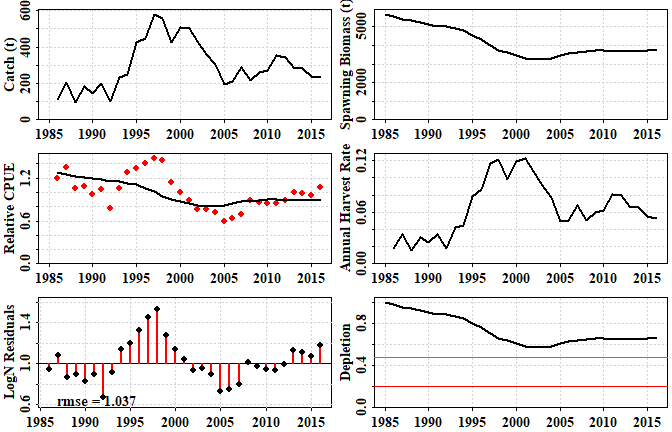 Catch (t)
0 200 400 600
1985 1990 1995 2000 2005 2010 2015
Spawning Biomass (t)
0 2000 5000
1985 1990 1995 2000 2005 2010 2015
Relative CPUE
0.0 0.6 1.2
1985 1990 1995 2000 2005 2010 2015
Annual Harvest Rate
0.00 0.06 0.12
1985 1990 1995 2000 2005 2010 2015
LogN Residuals
0.6 1.0 1.4
rmse = 1.037
1985 1990 1995 2000 2005 2010 2015
Depletion
0.0 0.4 0.8
1985 1990 1995 2000 2005 2010 2015